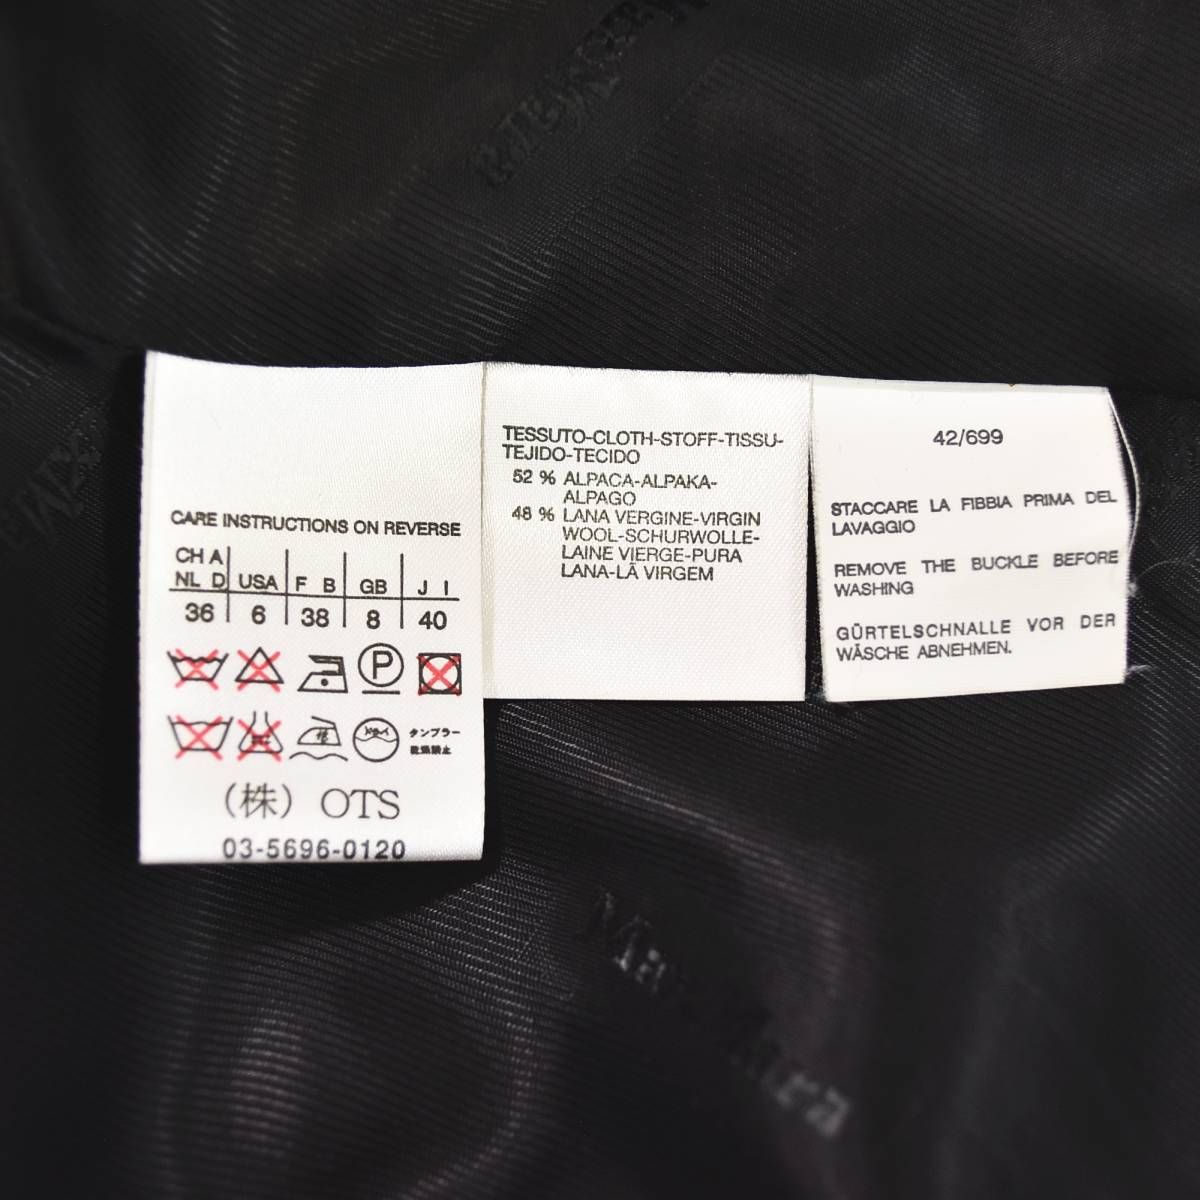 CARE INSTRUCTIONS ON REVERSE
CH A
NL D USA F B GB J I
36 6 38 8 40
P
タンブラー
乾燥禁止
(株) OTS
03-5696-0120
TESSUTO-CLOTH-STOFF-TISSU-
TEJIDO-TECIDO
52 % ALPACA-ALPAKA-
ALPAGO
48 % LANA VERGINE-VIRGIN
WOOL-SCHURWOLLE-
LAINE VIERGE-PURA
LANA-LÃ VIRGEM
42/699
STACCARE LA FIBBIA PRIMA DEL
LAVAGGIO
REMOVE THE BUCKLE BEFORE
WASHING
GÜRTELSCHNALLE VOR DER
WÄSCHE ABNEHMEN.
MaxMara
MaxMara